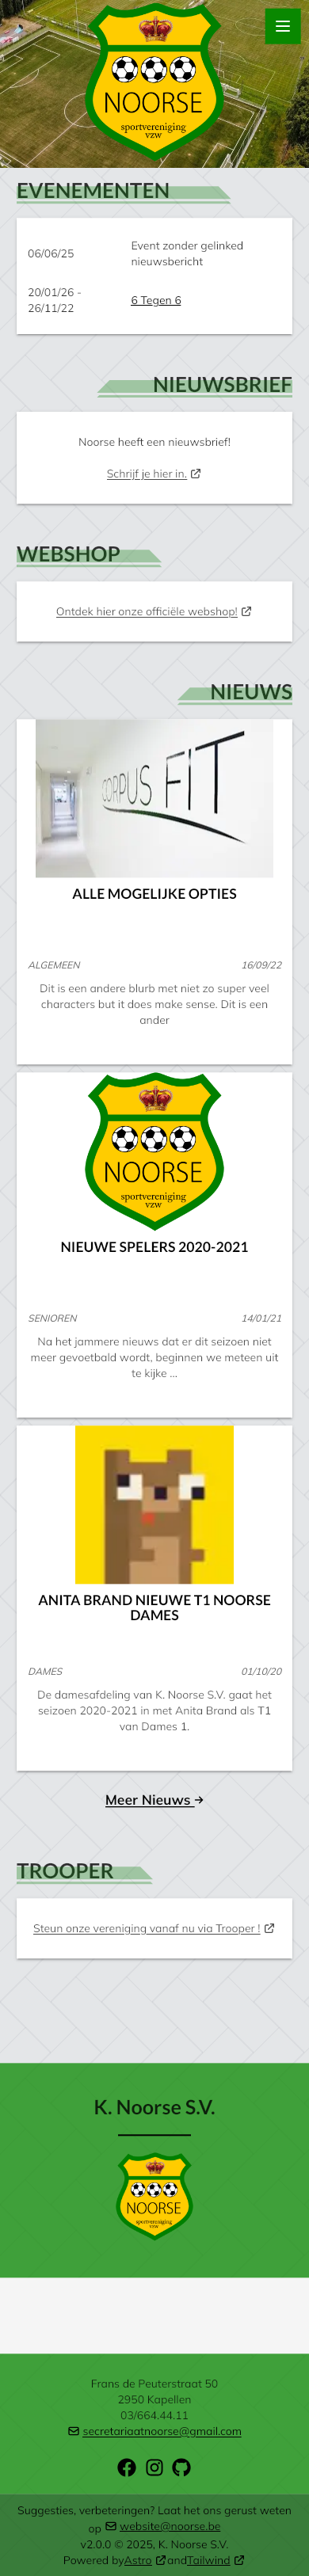 NOORSE
sportvereniging
vzw
EVENEMENTEN
06/06/25
Event zonder gelinked
nieuwsbericht
20/01/26 -
26/11/22
6 Tegen 6
NIEUWSBRIEF
Noorse heeft een nieuwsbrief!
Schrijf je hier in.
WEBSHOP
Ontdek hier onze officiële webshop!
NIEUWS
CORPUS FIT
ALLE MOGELIJKE OPTIES
ALGEMEEN
16/09/22
Dit is een andere blurb met niet zo super veel
characters but it does make sense. Dit is een
ander
NOORSE
sportvereniging
vzw
NIEUWE SPELERS 2020-2021
SENIOREN
14/01/21
Na het jammere nieuws dat er dit seizoen niet
meer gevoetbald wordt, beginnen we meteen uit
te kijke ...
ANITA BRAND NIEUWE T1 NOORSE
DAMES
DAMES
01/10/20
De damesafdeling van K. Noorse S.V. gaat het
seizoen 2020-2021 in met Anita Brand als T1
van Dames 1.
Meer Nieuws →
TROOPER
Steun onze vereniging vanaf nu via Trooper !
K. Noorse S.V.
NOORSE
sportvereniging
vzw
Frans de Peuterstraat 50
2950 Kapellen
03/664.44.11
secretariaatnoorse@gmail.com
Suggesties, verbeteringen? Laat het ons gerust weten
op website@noorse.be
v2.0.0 © 2025, K. Noorse S.V.
Powered byAstro andTailwind